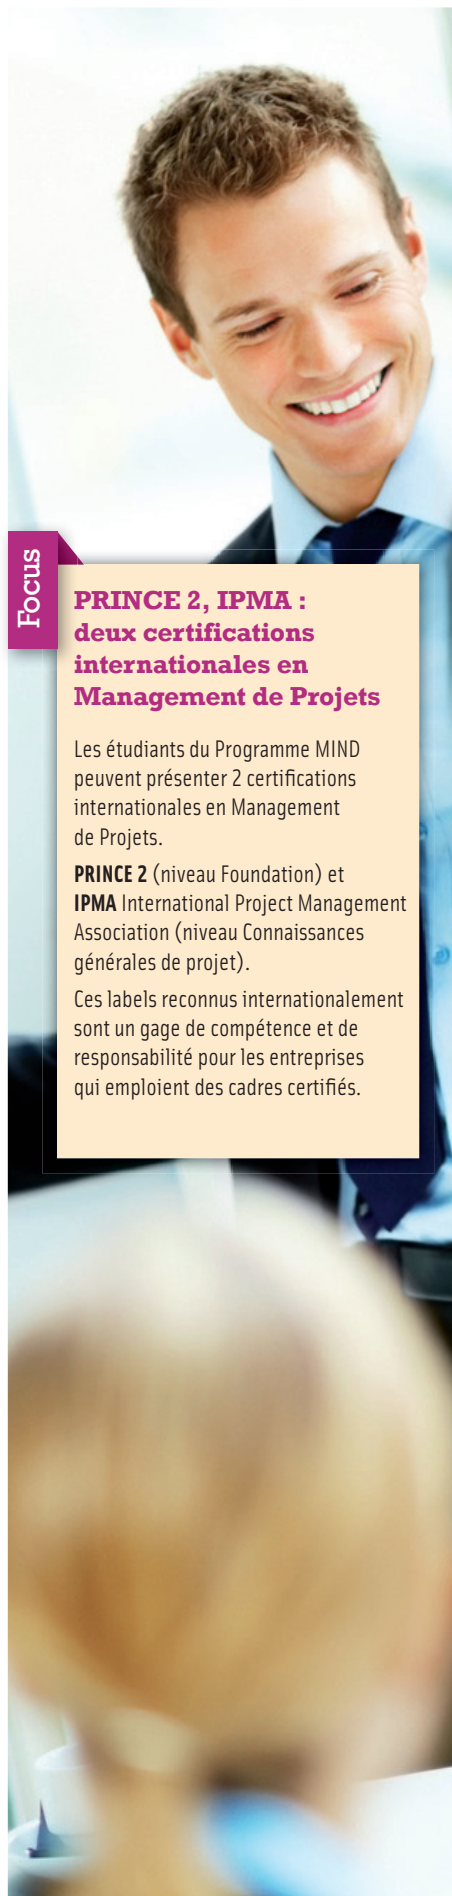 Focus
PRINCE 2, IPMA :
deux certifications
internationales en
Management de Projets
Les étudiants du Programme MIND
peuvent présenter 2 certifications
internationales en Management
de Projets.
PRINCE 2 (niveau Foundation) et
IPMA International Project Management
Association (niveau Connaissances
générales de projet).
Ces labels reconnus internationalement
sont un gage de compétence et de
responsabilité pour les entreprises
qui emploient des cadres certifiés.